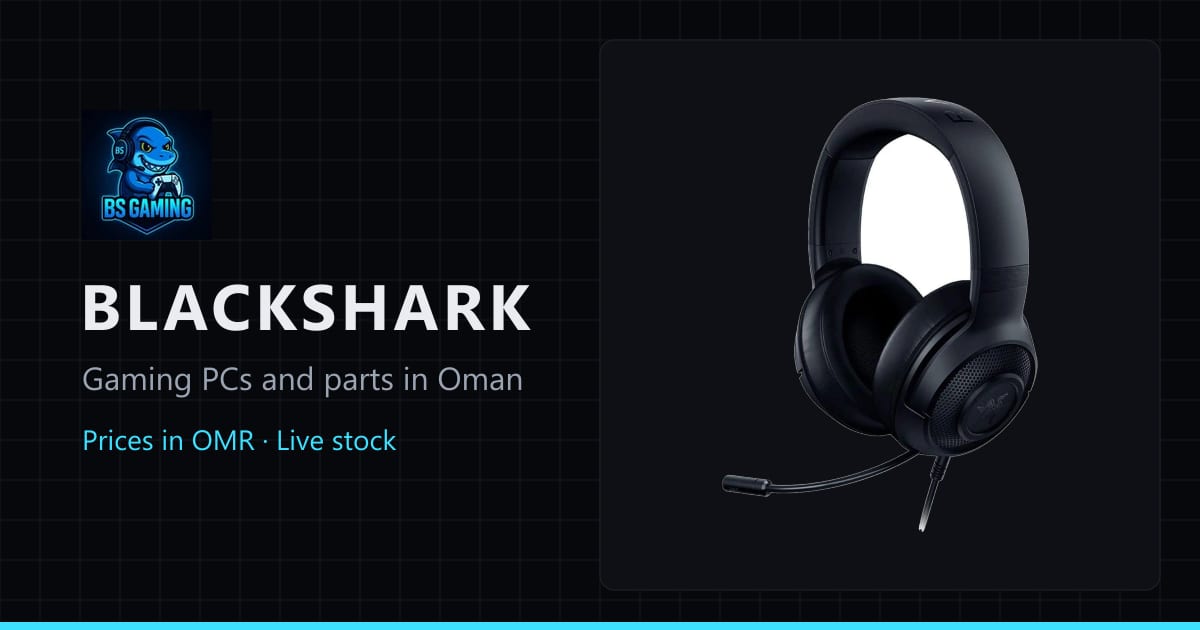 BS
BS GAMING
BLACKSHARK
Gaming PCs and parts in Oman
Prices in OMR · Live stock